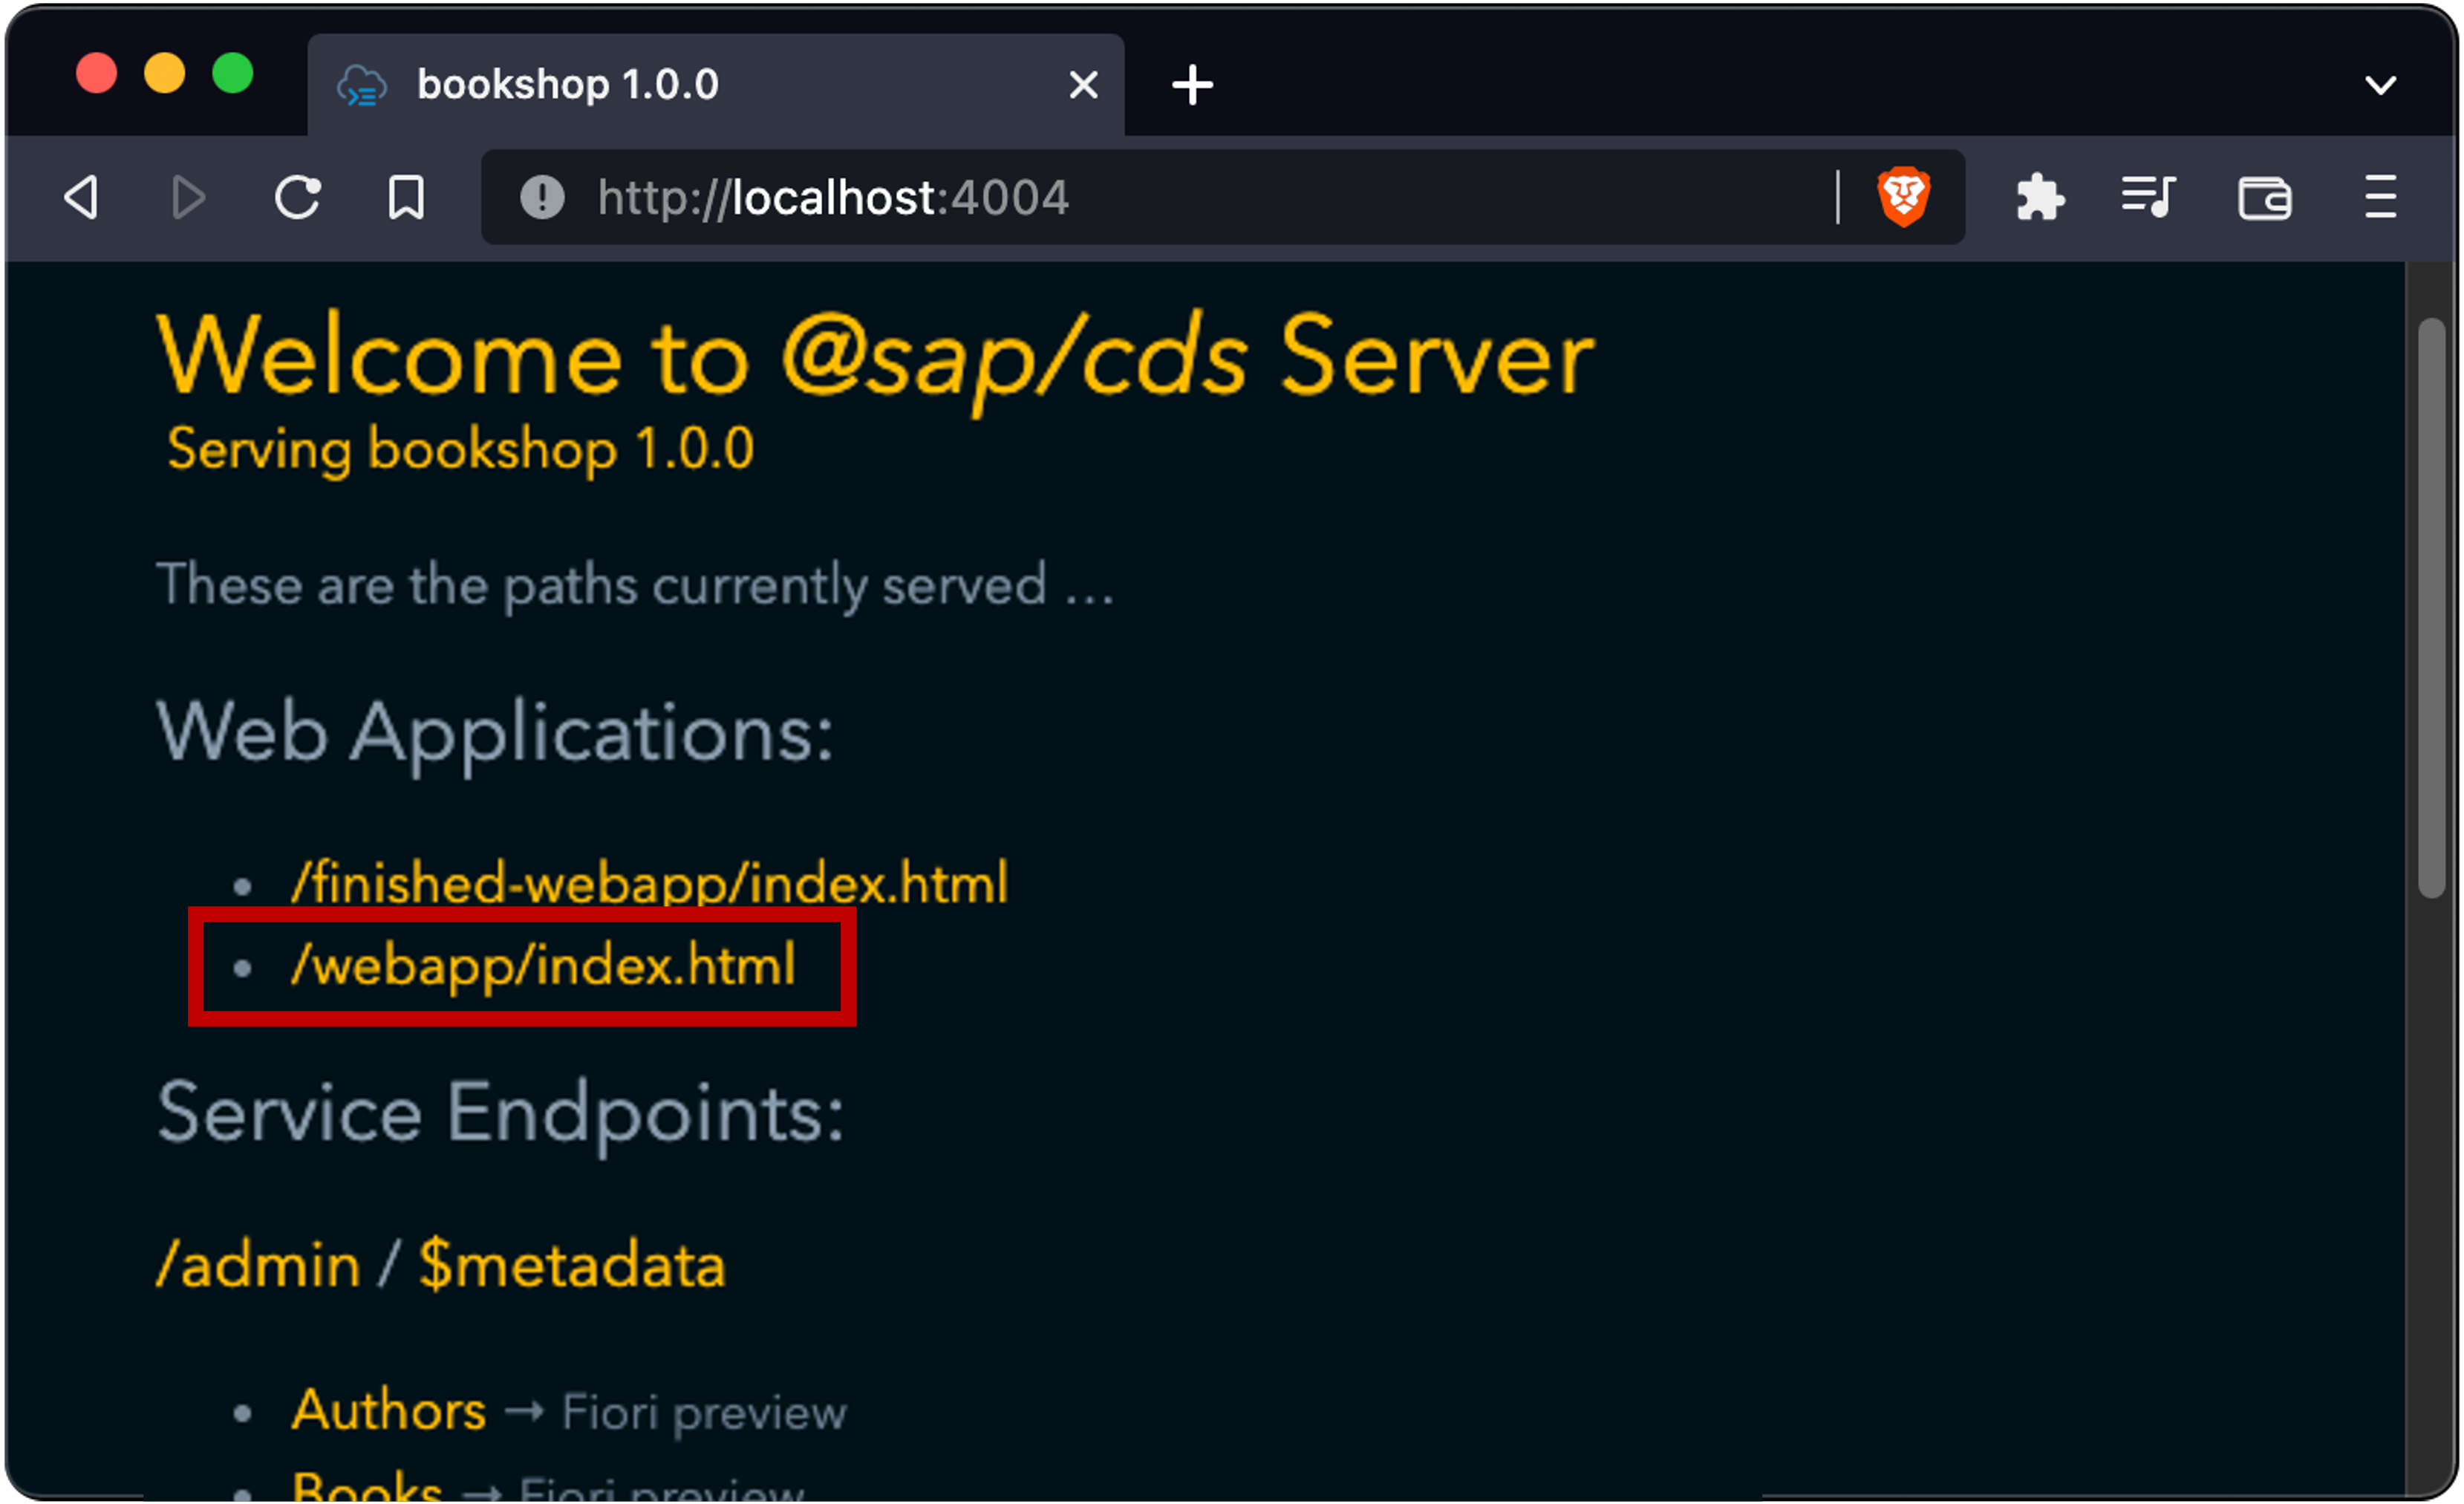 bookshop 1.0.0
http://localhost:4004
Welcome to @sap/cds Server
Serving bookshop 1.0.0
These are the paths currently served …
Web Applications:
• /finished-webapp/index.html
• /webapp/index.html
Service Endpoints:
/admin / $metadata
• Authors → Fiori preview
• Books → Fiori preview